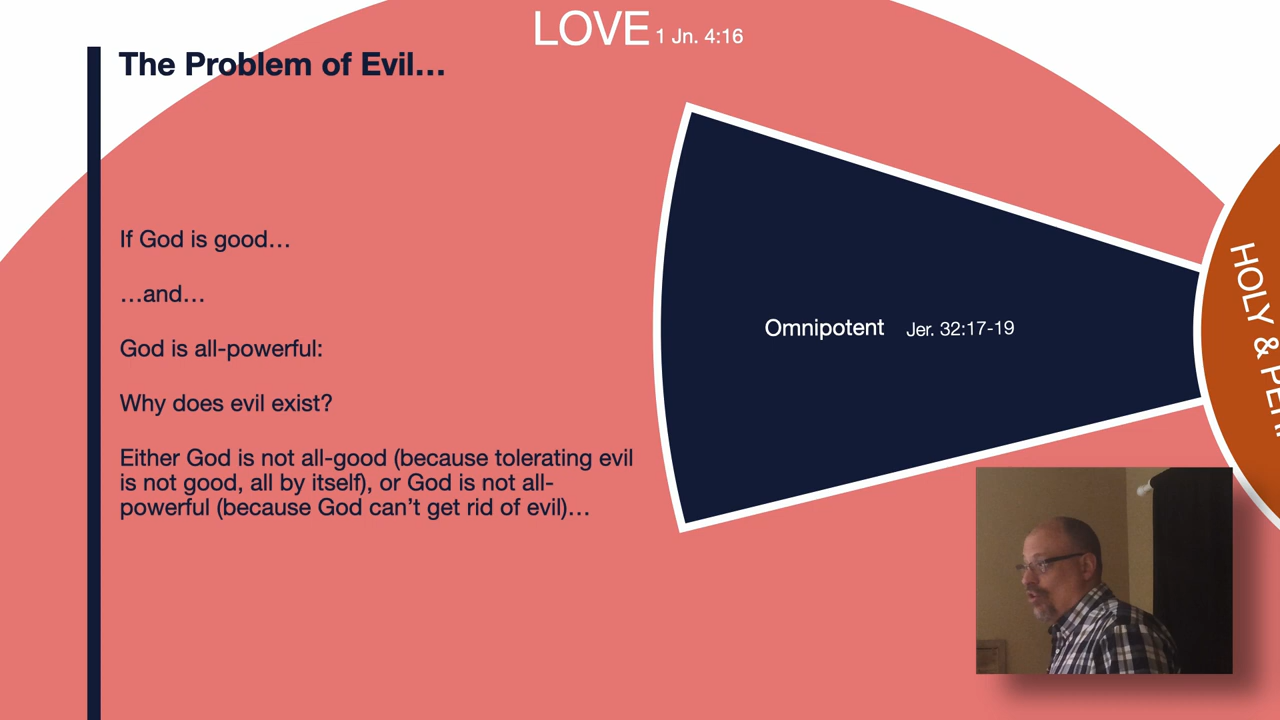 LOVE 1 Jn. 4:16
The Problem of Evil...
If God is good...
...and...
God is all-powerful:
Why does evil exist?
Either God is not all-good (because tolerating evil
is not good, all by itself), or God is not all-
powerful (because God can’t get rid of evil)...
Omnipotent Jer. 32:17-19
HOLY &